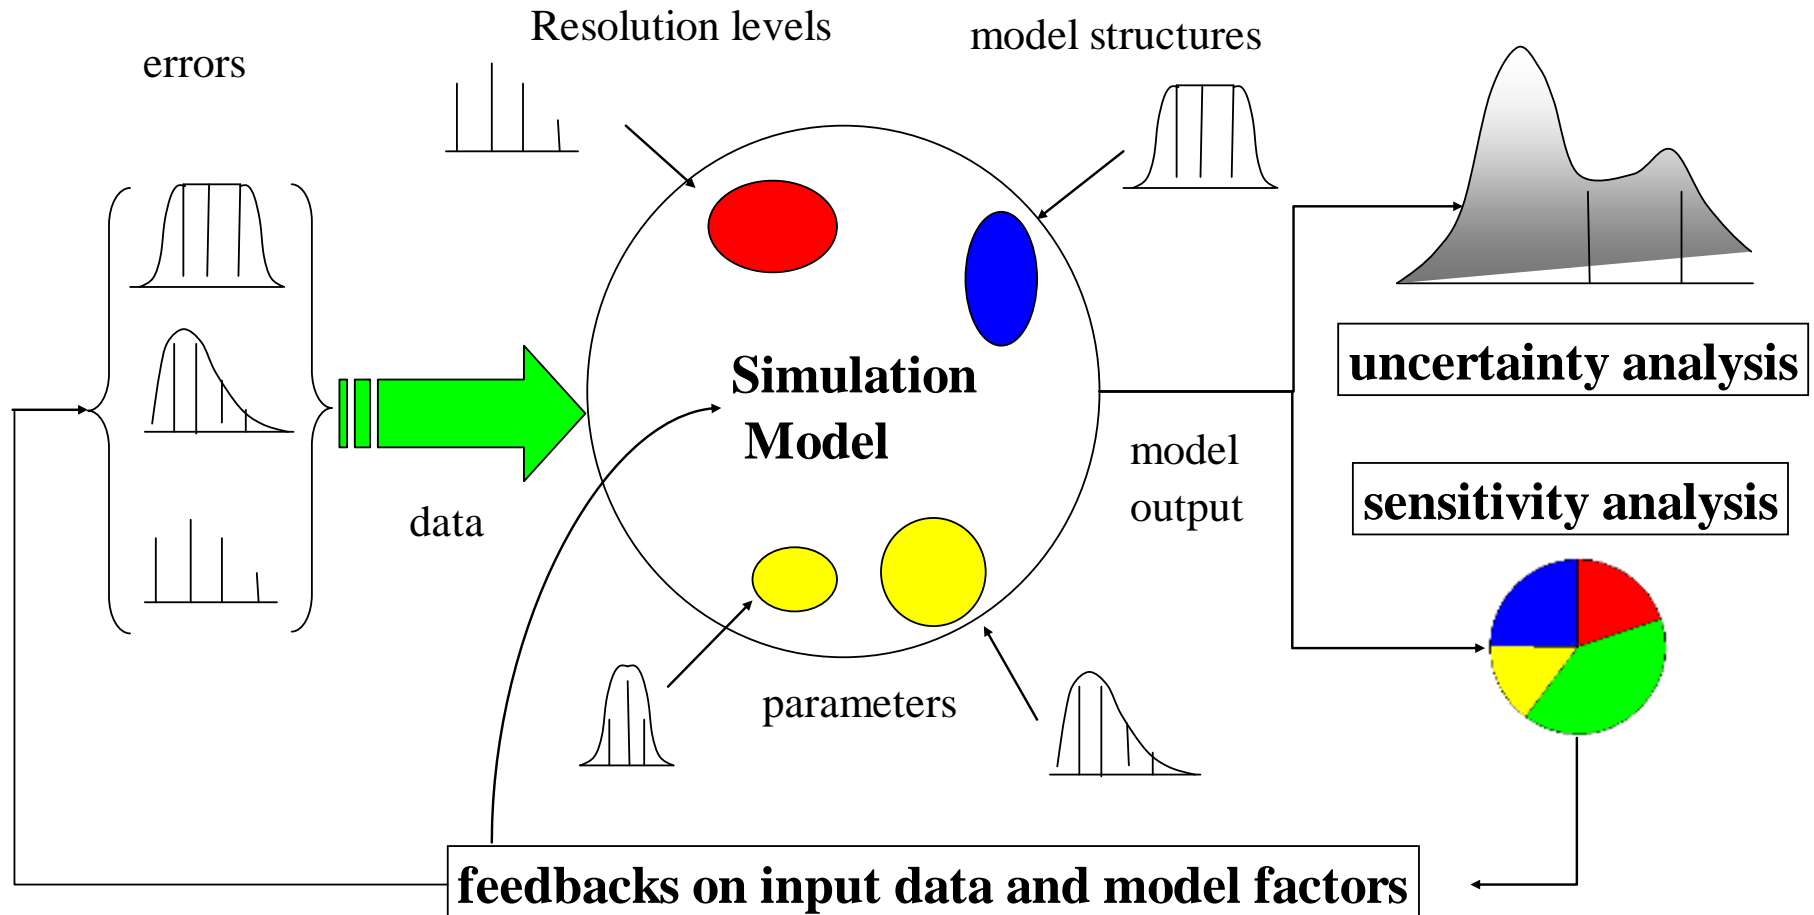 Resolution levels
model structures
errors
Simulation
Model
uncertainty analysis
model
output
sensitivity analysis
data
parameters
feedbacks on input data and model factors